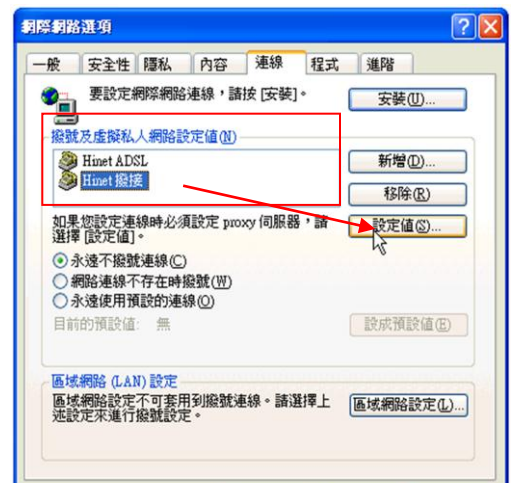 網際網路選項
一般 安全性 隱私 內容 連線 程式 進階
要設定網際網路連線，請按 [安裝]。
安裝(U)...
撥號及虛擬私人網路設定值(N)
Hinet ADSL
Hinet 撥接
新增(D)...
移除(R)
如果您設定連線時必須設定 proxy 伺服器，請
選擇 [設定值]。
設定值(S)...
永遠不撥號連線(C)
網路連線不存在時撥號(W)
永遠使用預設的連線(O)
目前的預設值: 無
設成預設值(E)
區域網路 (LAN) 設定
區域網路設定不可套用到撥號連線。請選擇上
述設定來進行撥號設定。
區域網路設定(L)...